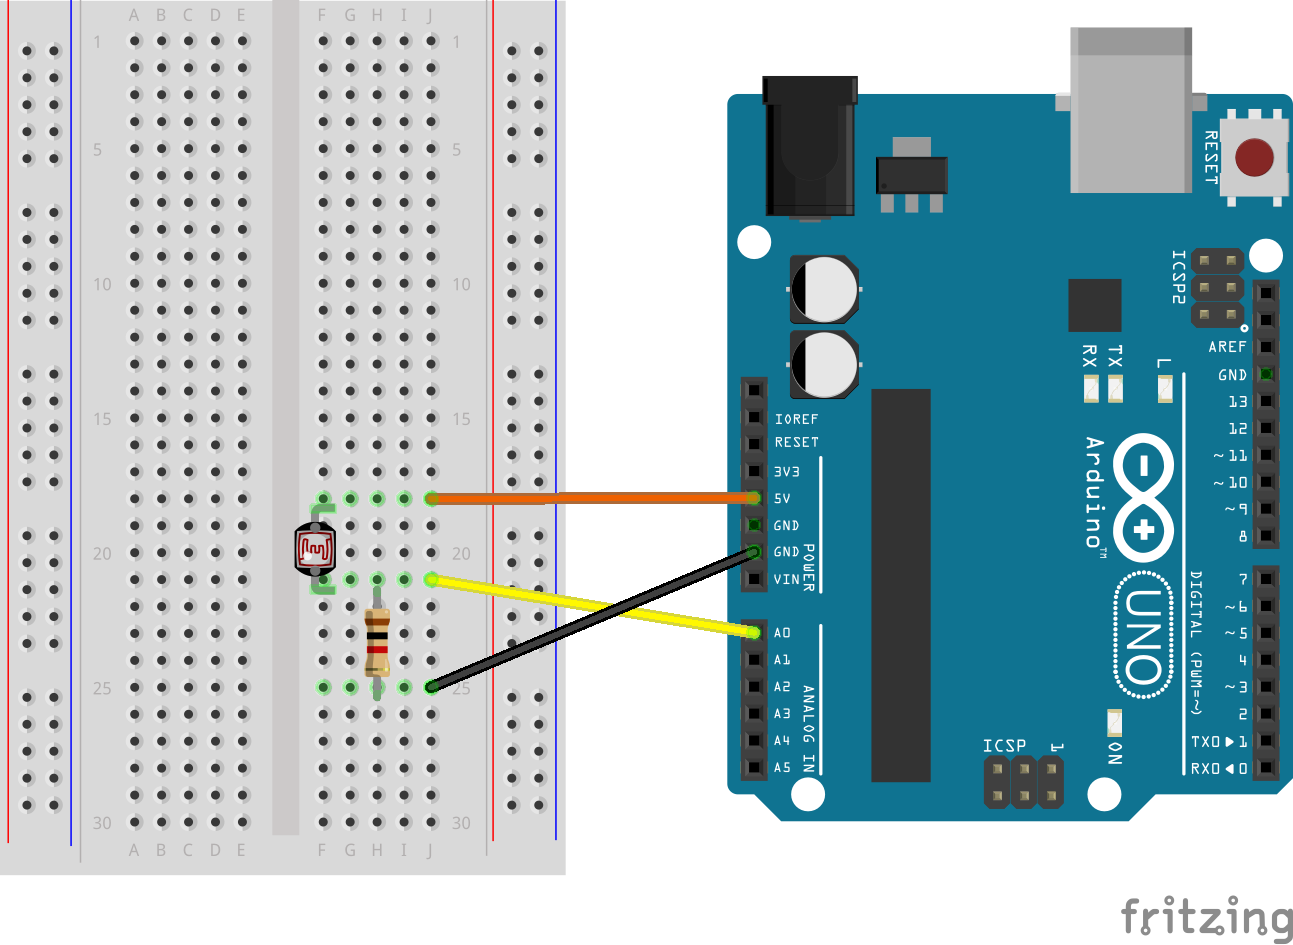 A B C D E F G H I J
1 1
5 5
10 10
15 15
20 20
25 25
30 30
A B C D E F G H I J
RESET
ICSP2
AREF
GND
13
12
~11
~10
~9
8
RX TX L
IOREF
RESET
3V3
5V
GND
GND
VIN
POWER
A0
A1
A2
A3
A4
A5
ANALOG IN
Arduino™
UNO
7
~6
~5
4
~3
2
TX0▶1
RX0◀0
DIGITAL (PWM=~)
ICSP 1
ON
fritzing